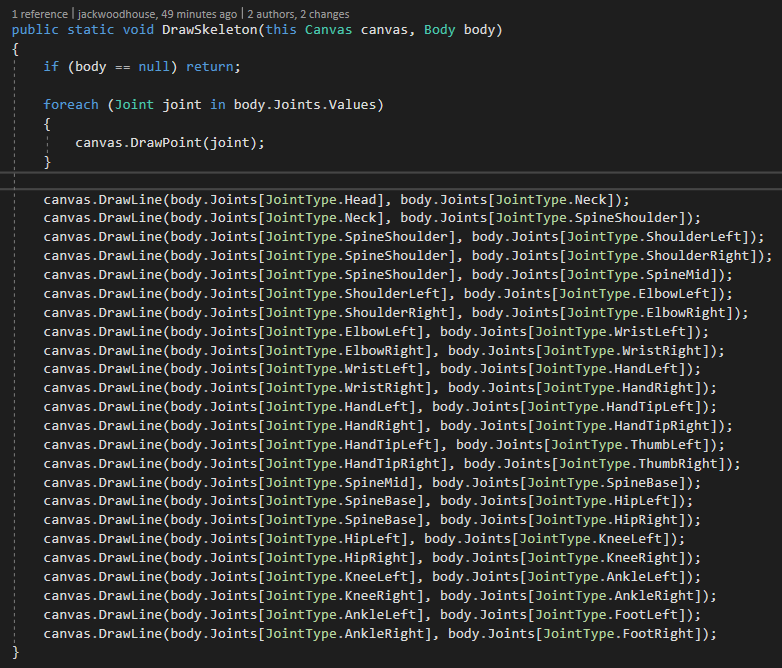 1 reference | jackwoodhouse, 49 minutes ago | 2 authors, 2 changes
public static void DrawSkeleton(this Canvas canvas, Body body)
{
if (body == null) return;
foreach (Joint joint in body.Joints.Values)
{
canvas.DrawPoint(joint);
}
canvas.DrawLine(body.Joints[JointType.Head], body.Joints[JointType.Neck]);
canvas.DrawLine(body.Joints[JointType.Neck], body.Joints[JointType.SpineShoulder]);
canvas.DrawLine(body.Joints[JointType.SpineShoulder], body.Joints[JointType.ShoulderLeft]);
canvas.DrawLine(body.Joints[JointType.SpineShoulder], body.Joints[JointType.ShoulderRight]);
canvas.DrawLine(body.Joints[JointType.SpineShoulder], body.Joints[JointType.SpineMid]);
canvas.DrawLine(body.Joints[JointType.ShoulderLeft], body.Joints[JointType.ElbowLeft]);
canvas.DrawLine(body.Joints[JointType.ShoulderRight], body.Joints[JointType.ElbowRight]);
canvas.DrawLine(body.Joints[JointType.ElbowLeft], body.Joints[JointType.WristLeft]);
canvas.DrawLine(body.Joints[JointType.ElbowRight], body.Joints[JointType.WristRight]);
canvas.DrawLine(body.Joints[JointType.WristLeft], body.Joints[JointType.HandLeft]);
canvas.DrawLine(body.Joints[JointType.WristRight], body.Joints[JointType.HandRight]);
canvas.DrawLine(body.Joints[JointType.HandLeft], body.Joints[JointType.HandTipLeft]);
canvas.DrawLine(body.Joints[JointType.HandRight], body.Joints[JointType.HandTipRight]);
canvas.DrawLine(body.Joints[JointType.HandTipLeft], body.Joints[JointType.ThumbLeft]);
canvas.DrawLine(body.Joints[JointType.HandTipRight], body.Joints[JointType.ThumbRight]);
canvas.DrawLine(body.Joints[JointType.SpineMid], body.Joints[JointType.SpineBase]);
canvas.DrawLine(body.Joints[JointType.SpineBase], body.Joints[JointType.HipLeft]);
canvas.DrawLine(body.Joints[JointType.SpineBase], body.Joints[JointType.HipRight]);
canvas.DrawLine(body.Joints[JointType.HipLeft], body.Joints[JointType.KneeLeft]);
canvas.DrawLine(body.Joints[JointType.HipRight], body.Joints[JointType.KneeRight]);
canvas.DrawLine(body.Joints[JointType.KneeLeft], body.Joints[JointType.AnkleLeft]);
canvas.DrawLine(body.Joints[JointType.KneeRight], body.Joints[JointType.AnkleRight]);
canvas.DrawLine(body.Joints[JointType.AnkleLeft], body.Joints[JointType.FootLeft]);
canvas.DrawLine(body.Joints[JointType.AnkleRight], body.Joints[JointType.FootRight]);
}